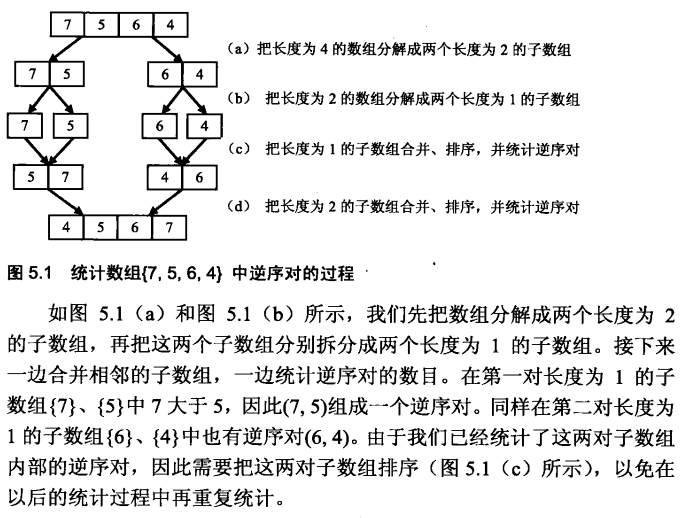 7 5 6 4
(a) 把长度为 4 的数组分解成两个长度为 2 的子数组
7 5 6 4
(b) 把长度为 2 的数组分解成两个长度为 1 的子数组
7 5 6 4
(c) 把长度为 1 的子数组合并、排序，并统计逆序对
5 7 4 6
(d) 把长度为 2 的子数组合并、排序，并统计逆序对
4 5 6 7
图 5.1 统计数组{7, 5, 6, 4} 中逆序对的过程
如图 5.1（a）和图 5.1（b）所示，我们先把数组分解成两个长度为 2
的子数组，再把这两个子数组分别拆分成两个长度为 1 的子数组。接下来
一边合并相邻的子数组，一边统计逆序对的数目。在第一对长度为 1 的子
数组{7}、{5}中 7 大于 5，因此(7, 5)组成一个逆序对。同样在第二对长度为
1 的子数组{6}、{4}中也有逆序对(6, 4)。由于我们已经统计了这两对子数组
内部的逆序对，因此需要把这两对子数组排序（图 5.1（c）所示），以免在
以后的统计过程中再重复统计。